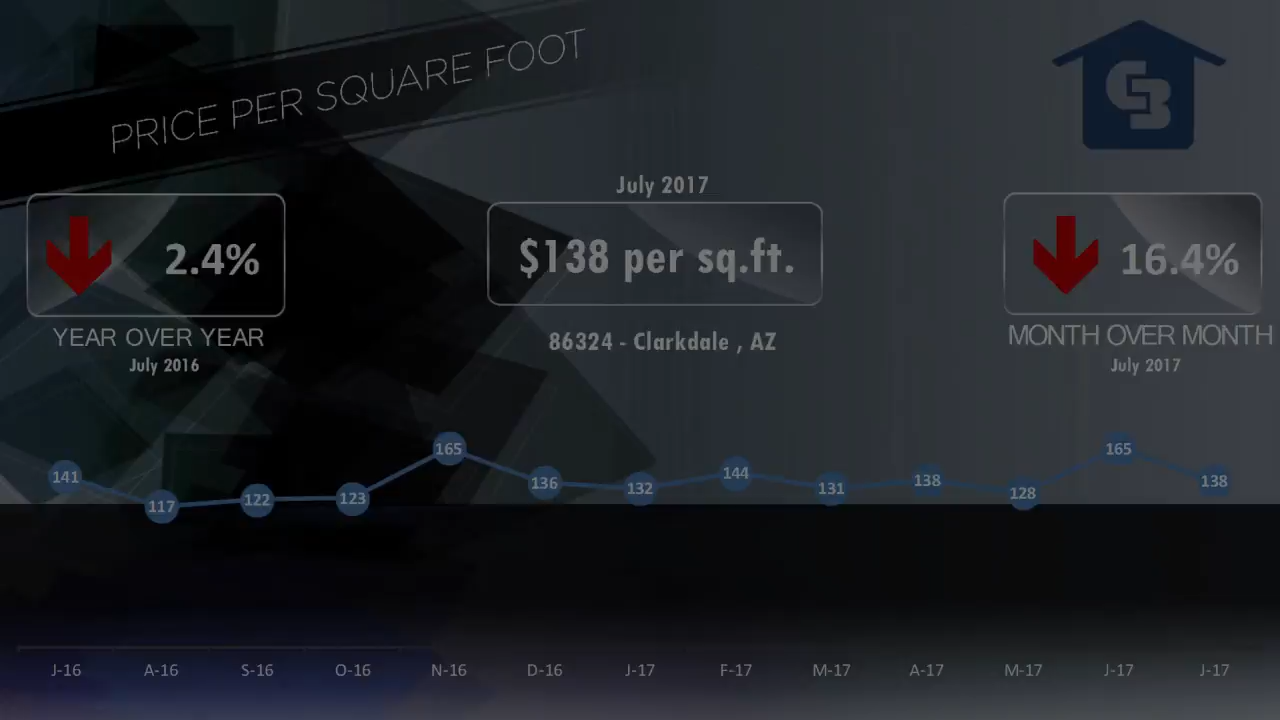 PRICE PER SQUARE FOOT
CB
July 2017
2.4%
$138 per sq.ft.
16.4%
YEAR OVER YEAR
July 2016
86324 - Clarkdale , AZ
MONTH OVER MONTH
July 2017
141 117 122 123 165 136 132 144 131 138 128 165 138
J-16 A-16 S-16 O-16 N-16 D-16 J-17 F-17 M-17 A-17 M-17 J-17 J-17